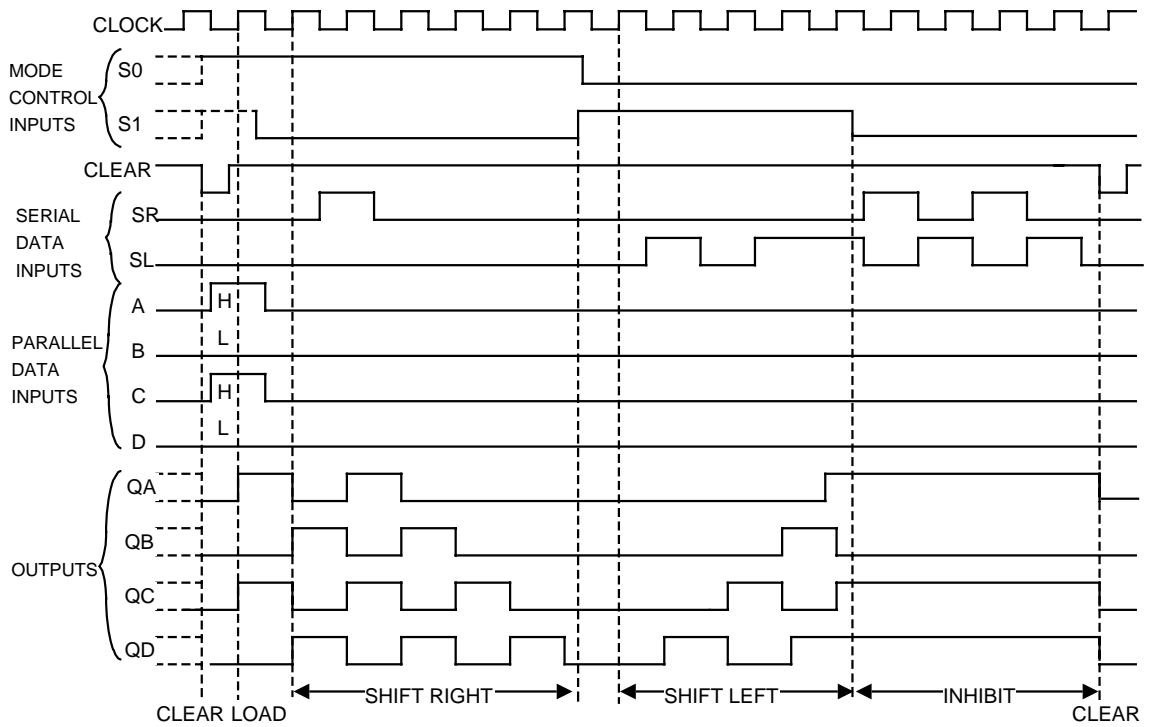 CLOCK
MODE
CONTROL
INPUTS
S0
S1
CLEAR
SERIAL
DATA
INPUTS
SR
SL
PARALLEL
DATA
INPUTS
A
H
B
L
C
H
D
L
OUTPUTS
QA
QB
QC
QD
SHIFT RIGHT
SHIFT LEFT
INHIBIT
CLEAR
LOAD
CLEAR